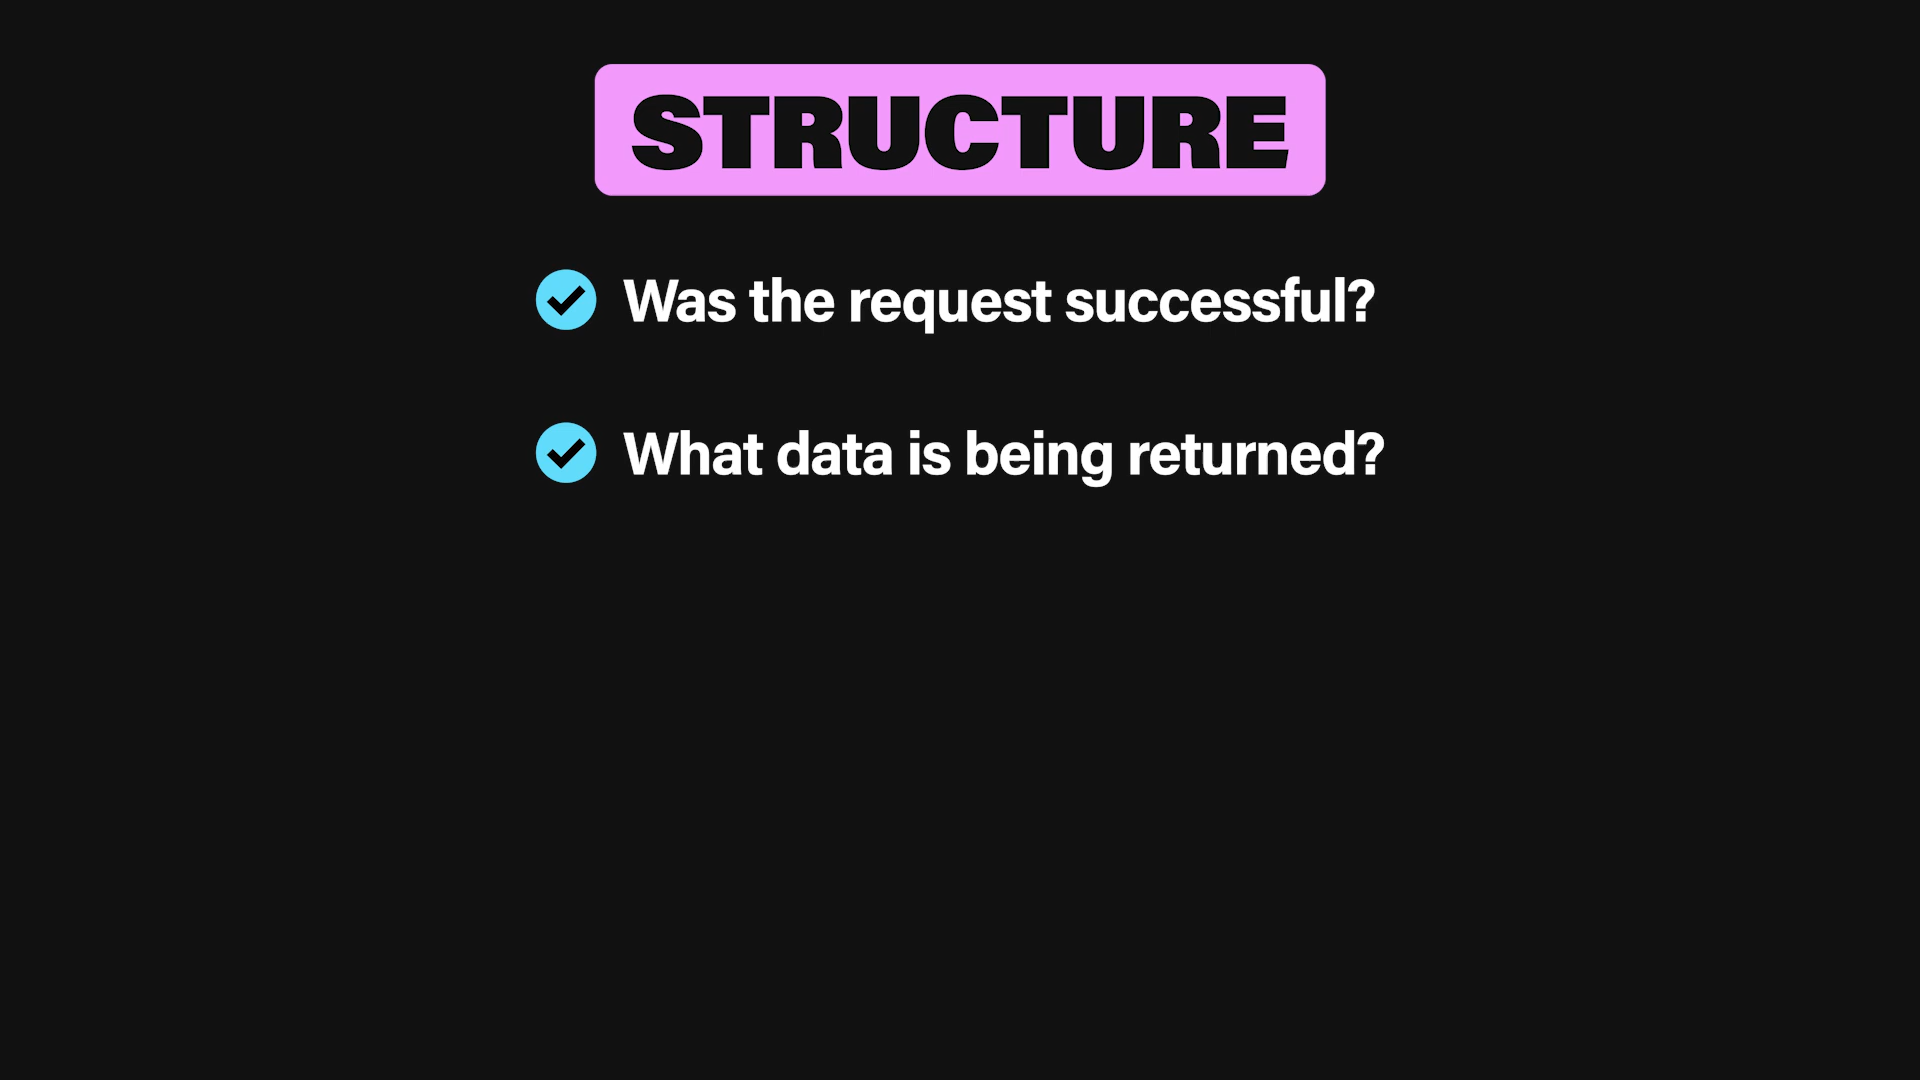 STRUCTURE
Was the request successful?
What data is being returned?